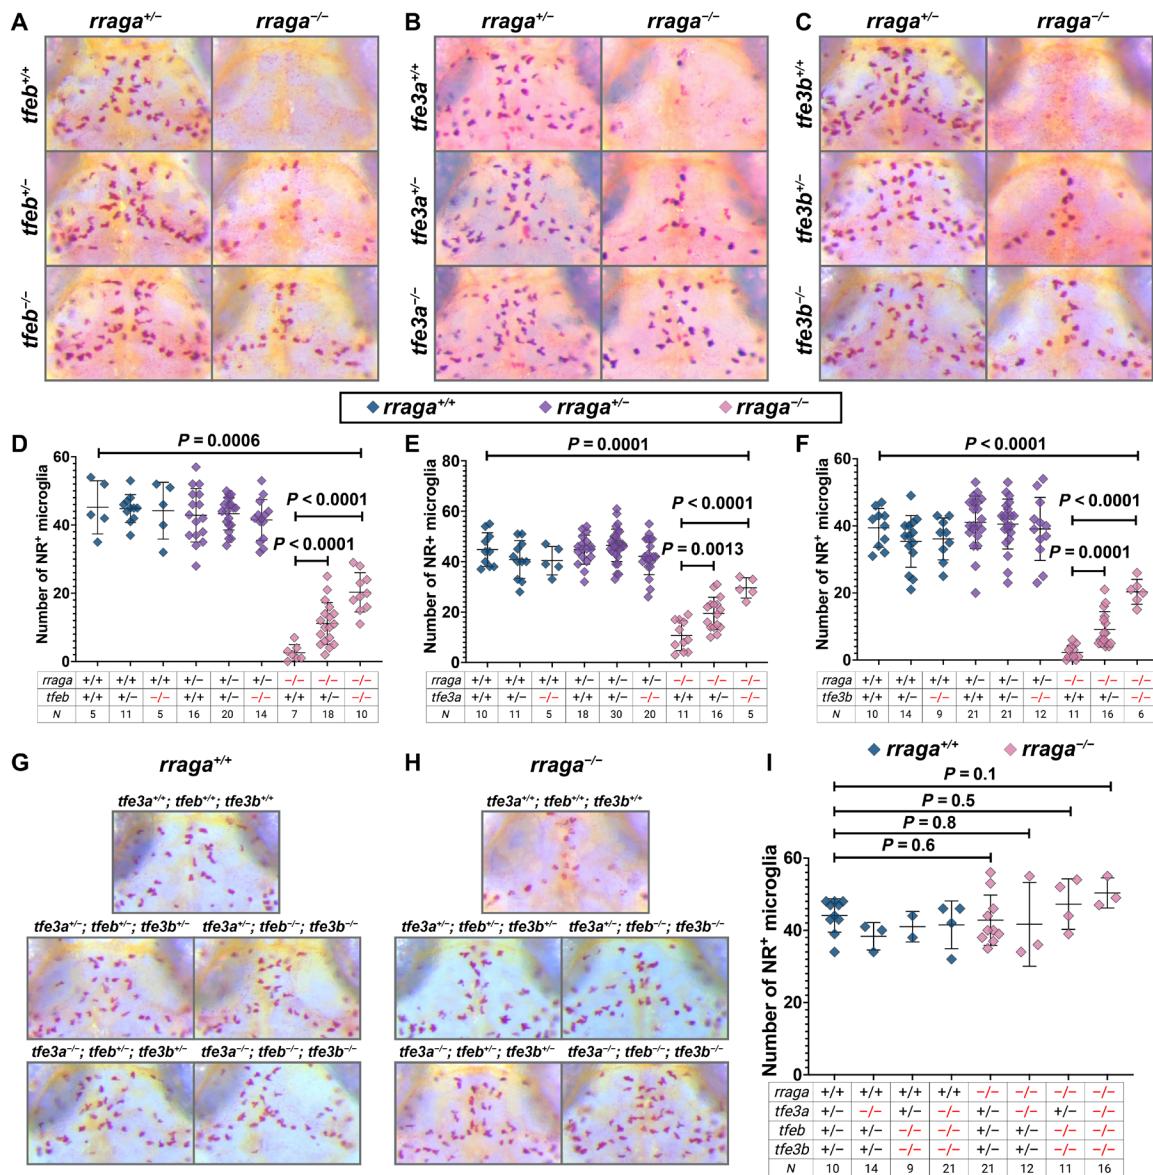 A rraga+/− rraga−/− B rraga+/− rraga−/− C rraga+/− rraga−/−
tfeb+/+ tfe3a+/+ tfe3b+/+
tfeb+/− tfe3a+/− tfe3b+/−
tfeb−/− tfe3a−/− tfe3b−/−
rraga+/+ rraga+/− rraga−/−
D
P = 0.0006
P < 0.0001
P < 0.0001
Number of NR+ microglia
60
40
20
0
rraga +/+ +/+ +/+ +/− +/− +/− −/− −/− −/−
tfeb +/+ +/− −/− +/+ +/− −/− +/+ +/− −/−
N 5 11 5 16 20 14 7 18 10
E
P = 0.0001
P < 0.0001
P = 0.0013
Number of NR+ microglia
80
60
40
20
0
rraga +/+ +/+ +/+ +/− +/− +/− −/− −/− −/−
tfe3a +/+ +/− −/− +/+ +/− −/− +/+ +/− −/−
N 10 11 5 18 30 20 11 16 5
F
P < 0.0001
P < 0.0001
P = 0.0001
Number of NR+ microglia
60
40
20
0
rraga +/+ +/+ +/+ +/− +/− +/− −/− −/− −/−
tfe3b +/+ +/− −/− +/+ +/− −/− +/+ +/− −/−
N 10 14 9 21 21 12 11 16 6
G rraga+/+
tfe3a+/+; tfeb+/+; tfe3b+/+
tfe3a+/−; tfeb+/−; tfe3b+/− tfe3a+/−; tfeb−/−; tfe3b−/−
tfe3a−/−; tfeb+/−; tfe3b+/− tfe3a−/−; tfeb−/−; tfe3b−/−
H rraga−/−
tfe3a+/+; tfeb+/+; tfe3b+/+
tfe3a+/−; tfeb+/−; tfe3b+/− tfe3a+/−; tfeb−/−; tfe3b−/−
tfe3a−/−; tfeb+/−; tfe3b+/− tfe3a−/−; tfeb−/−; tfe3b−/−
I
rraga+/+ rraga−/−
P = 0.1
P = 0.5
P = 0.8
P = 0.6
Number of NR+ microglia
60
40
20
0
rraga +/+ +/+ +/+ +/+ −/− −/− −/− −/−
tfe3a +/− −/− +/− −/− +/− −/− +/− −/−
tfeb +/− +/− −/− −/− +/− +/− −/− −/−
tfe3b +/− +/− −/− −/− +/− +/− −/− −/−
N 10 14 9 21 21 12 11 16